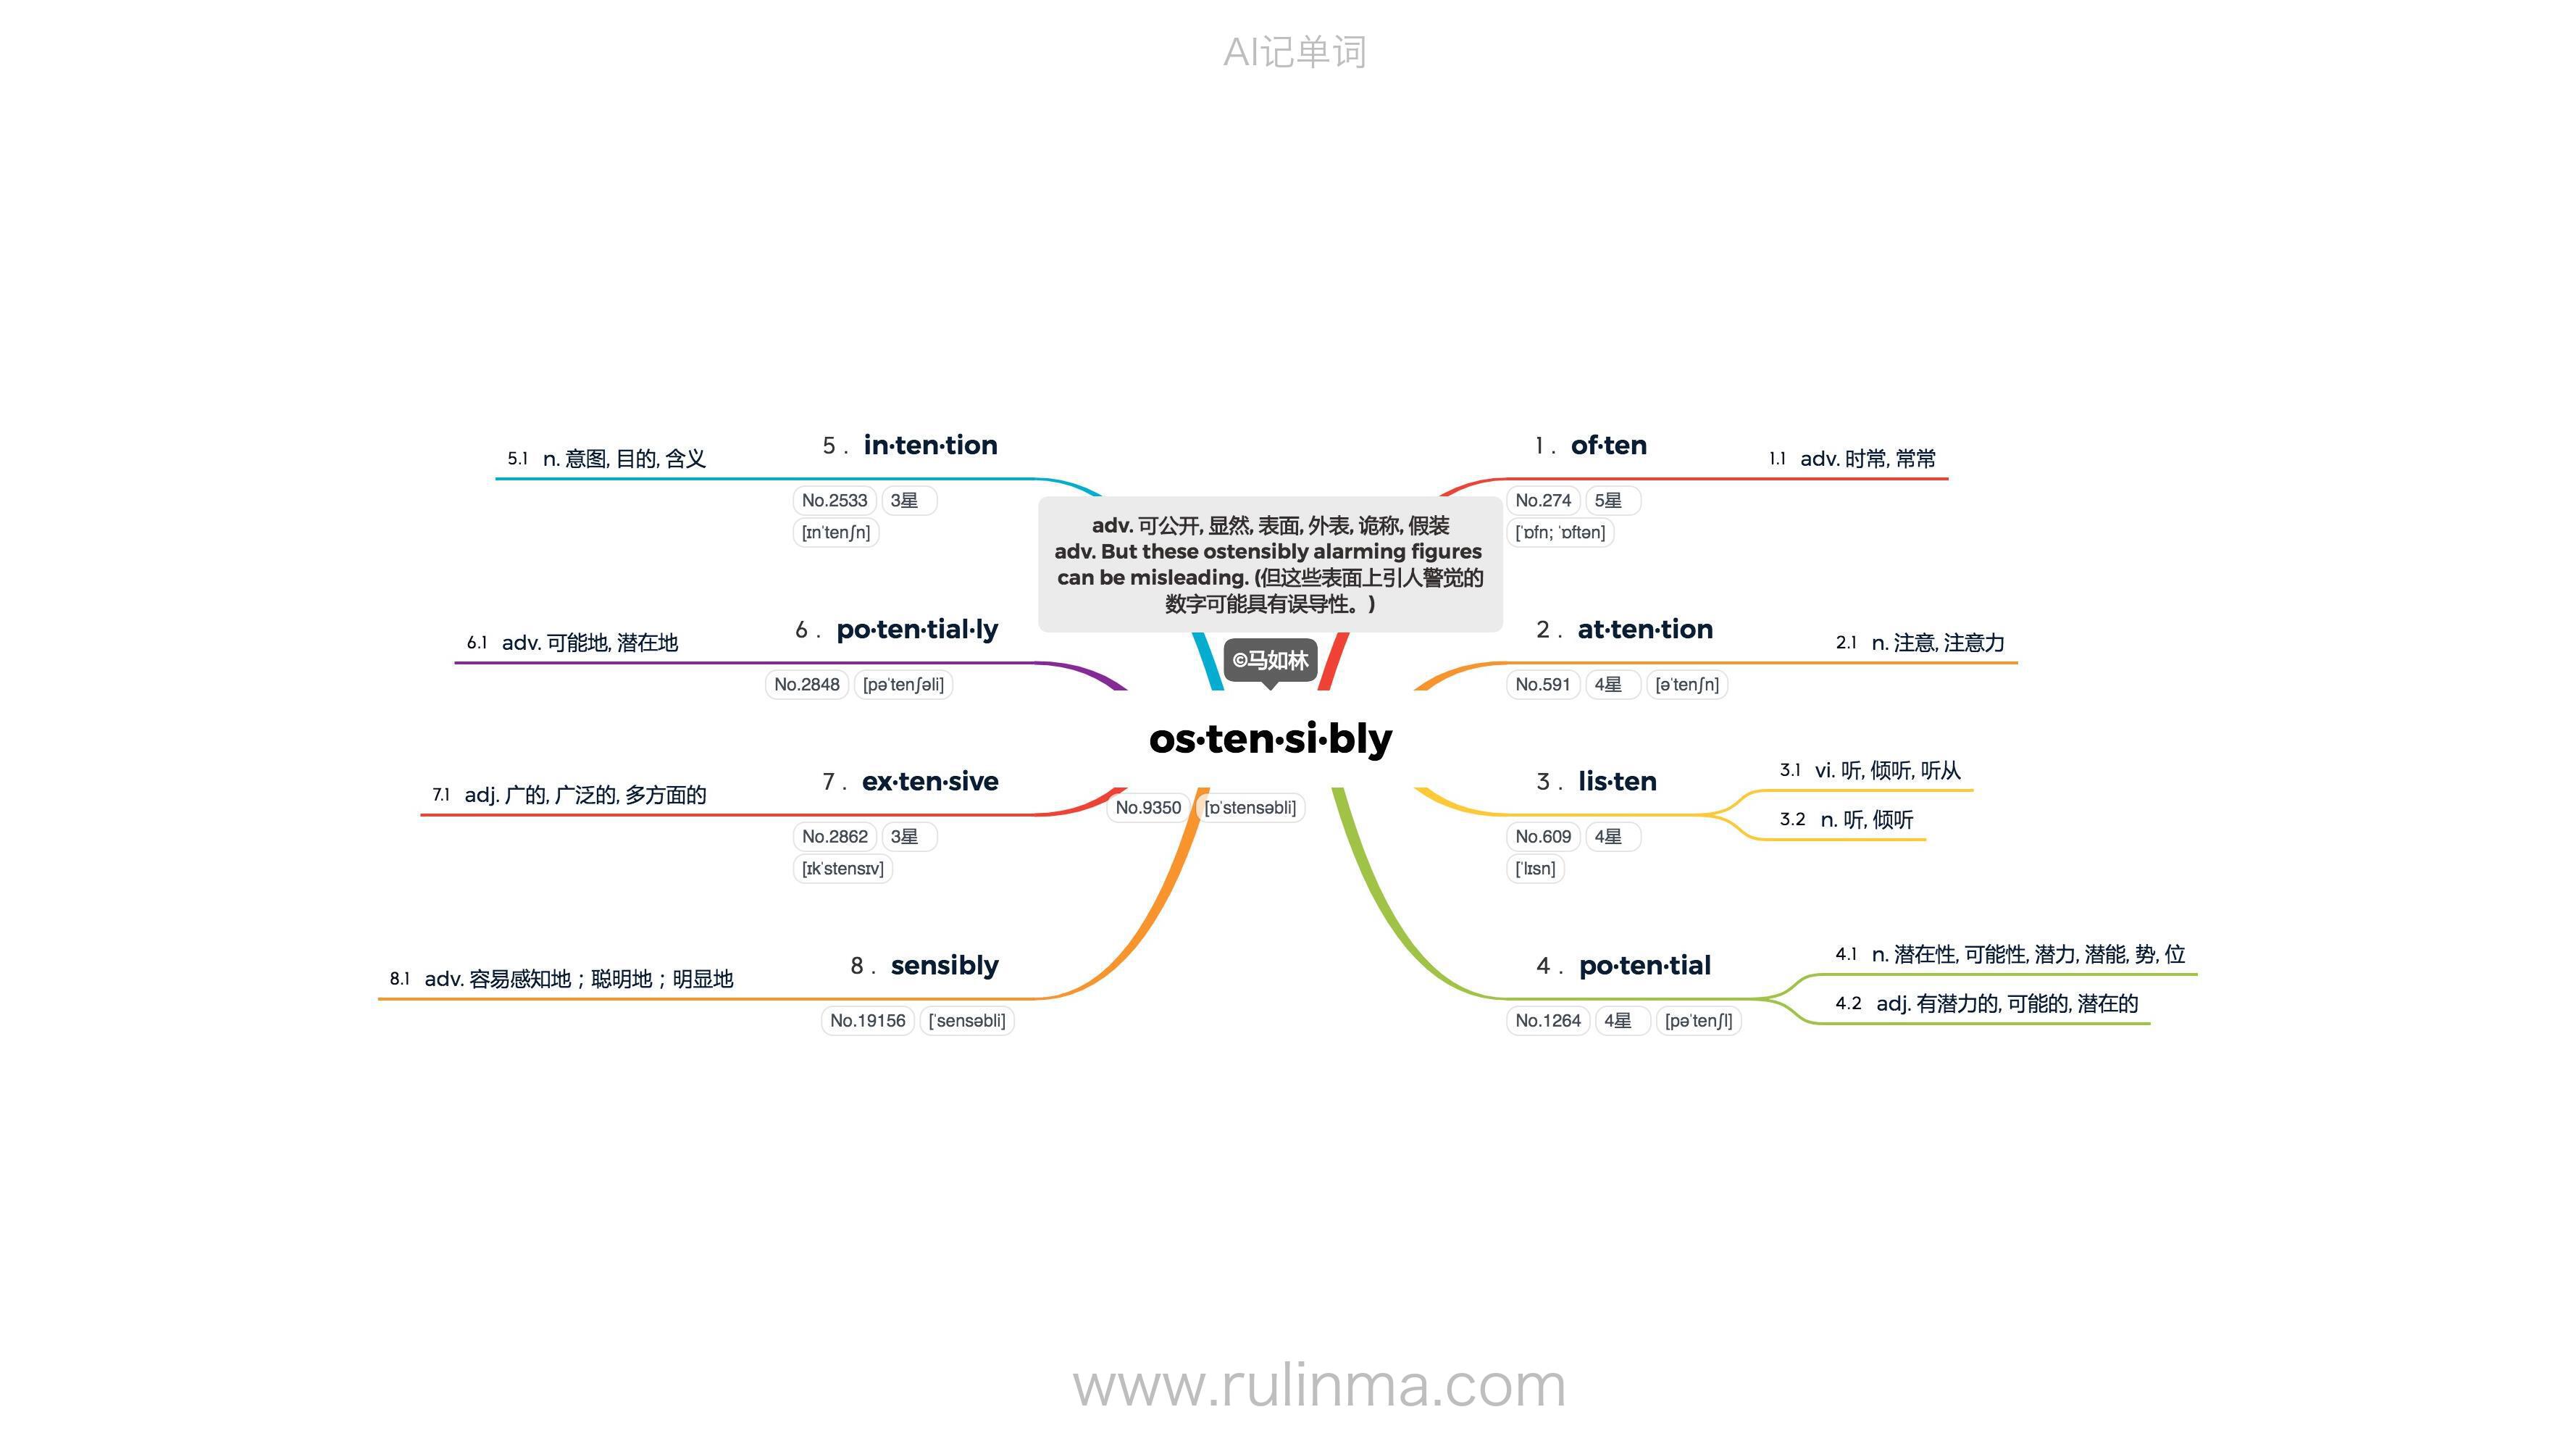 AI记单词
adv. 可公开, 显然, 表面, 外表, 诡称, 假装
adv. But these ostensibly alarming figures
can be misleading. (但这些表面上引人警觉的
数字可能具有误导性。)
©马如林
os·ten·si·bly
No.9350 [ɒˈstensəbli]
1 . of·ten
No.274 5星
[ˈɒfn; ˈɒftən]
1.1 adv. 时常, 常常
2 . at·ten·tion
No.591 4星 [əˈtenʃn]
2.1 n. 注意, 注意力
3 . lis·ten
No.609 4星
[ˈlɪsn]
3.1 vi. 听, 倾听, 听从
3.2 n. 听, 倾听
4 . po·ten·tial
No.1264 4星 [pəˈtenʃl]
4.1 n. 潜在性, 可能性, 潜力, 潜能, 势, 位
4.2 adj. 有潜力的, 可能的, 潜在的
5 . in·ten·tion
No.2533 3星
[ɪnˈtenʃn]
5.1 n. 意图, 目的, 含义
6 . po·ten·tial·ly
No.2848 [pəˈtenʃəli]
6.1 adv. 可能地, 潜在地
7 . ex·ten·sive
No.2862 3星
[ɪkˈstensɪv]
7.1 adj. 广的, 广泛的, 多方面的
8 . sensibly
No.19156 [ˈsensəbli]
8.1 adv. 容易感知地；聪明地；明显地
www.rulinma.com